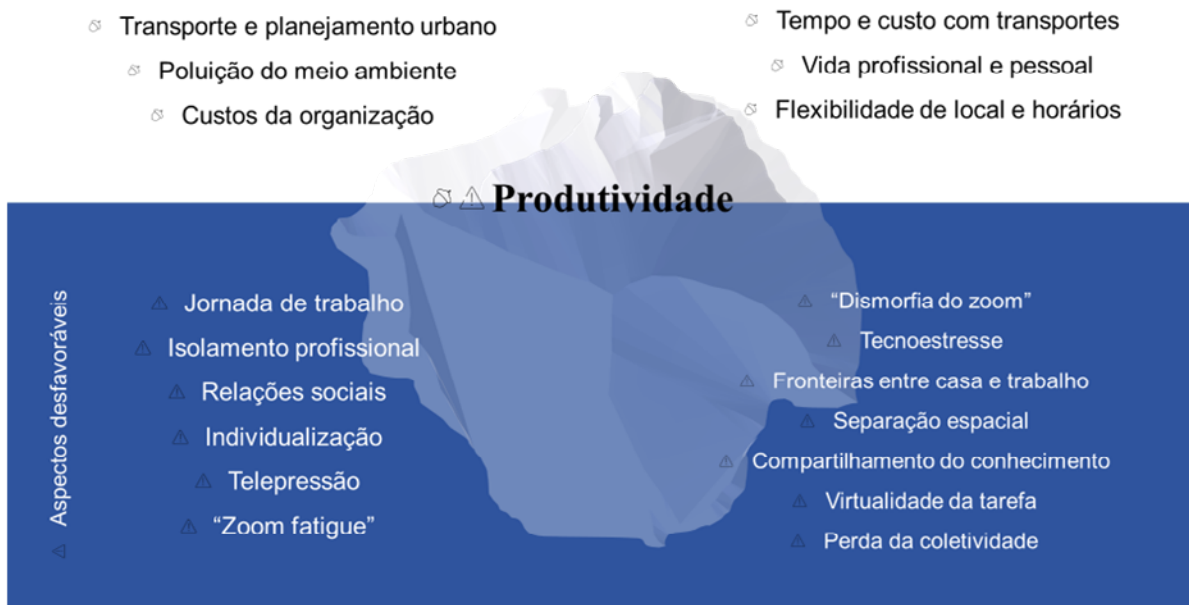 Transporte e planejamento urbano
Poluição do meio ambiente
Custos da organização
Tempo e custo com transportes
Vida profissional e pessoal
Flexibilidade de local e horários
Produtividade
Aspectos desfavoráveis
Jornada de trabalho
Isolamento profissional
Relações sociais
Individualização
Telepressão
“Zoom fatigue”
“Dismorfia do zoom”
Tecnoestresse
Fronteiras entre casa e trabalho
Separação espacial
Compartilhamento do conhecimento
Virtualidade da tarefa
Perda da coletividade